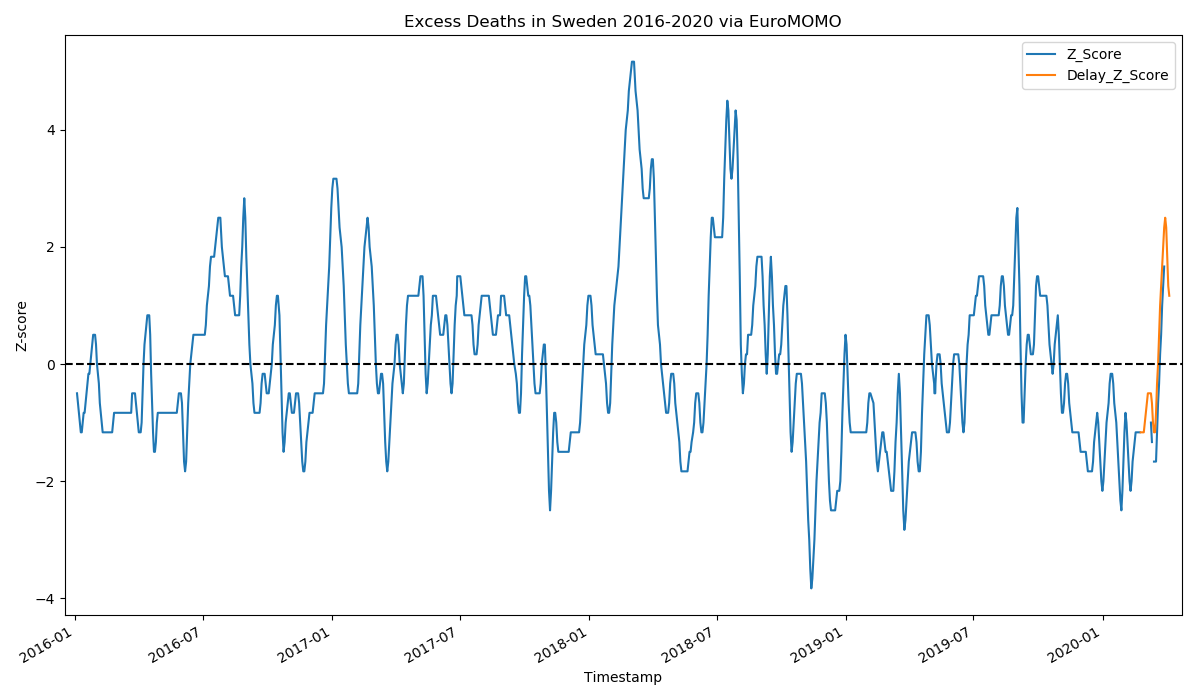 Excess Deaths in Sweden 2016-2020 via EuroMOMO
Z_Score
Delay_Z_Score
Z-score
4
2
0
−2
−4
2016-01
2016-07
2017-01
2017-07
2018-01
2018-07
2019-01
2019-07
2020-01
Timestamp